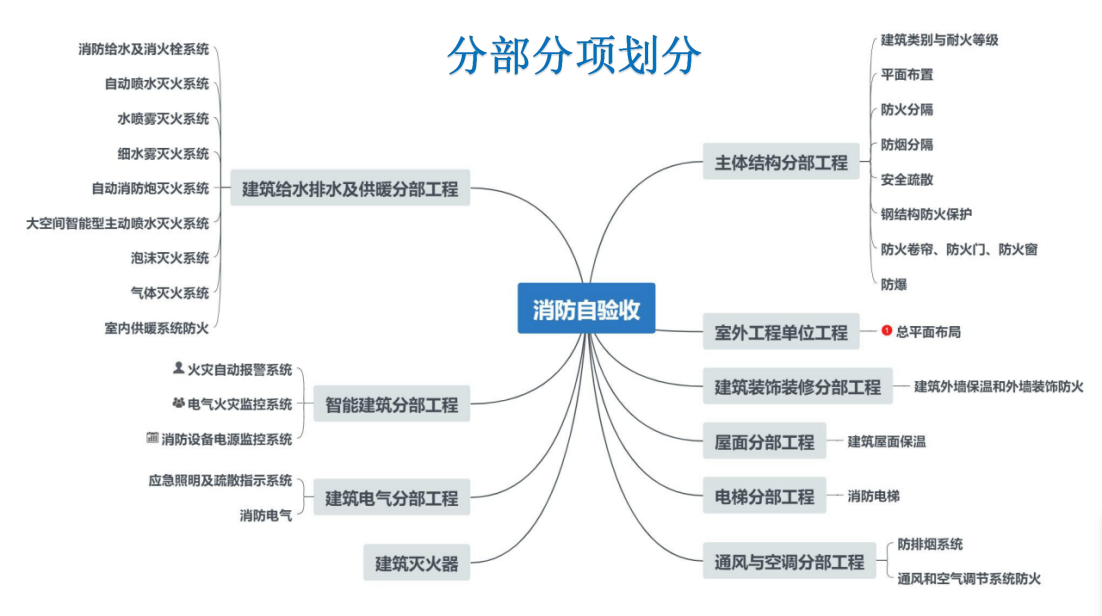 分部分项划分
消防自验收
建筑给水排水及供暖分部工程
消防给水及消火栓系统
自动喷水灭火系统
水喷雾灭火系统
细水雾灭火系统
自动消防炮灭火系统
大空间智能型主动喷水灭火系统
泡沫灭火系统
气体灭火系统
室内供暖系统防火
智能建筑分部工程
火灾自动报警系统
电气火灾监控系统
消防设备电源监控系统
建筑电气分部工程
应急照明及疏散指示系统
消防电气
建筑灭火器
主体结构分部工程
建筑类别与耐火等级
平面布置
防火分隔
防烟分隔
安全疏散
钢结构防火保护
防火卷帘、防火门、防火窗
防爆
室外工程单位工程
1 总平面布局
建筑装饰装修分部工程
建筑外墙保温和外墙装饰防火
屋面分部工程
建筑屋面保温
电梯分部工程
消防电梯
通风与空调分部工程
防排烟系统
通风和空气调节系统防火